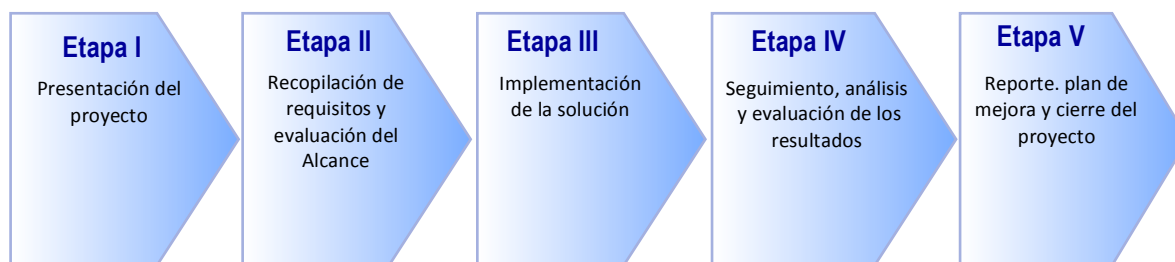 Etapa I
Presentación del
proyecto
Etapa II
Recopilación de
requisitos y
evaluación del
Alcance
Etapa III
Implementación
de la solución
Etapa IV
Seguimiento, análisis
y evaluación de los
resultados
Etapa V
Reporte. plan de
mejora y cierre del
proyecto